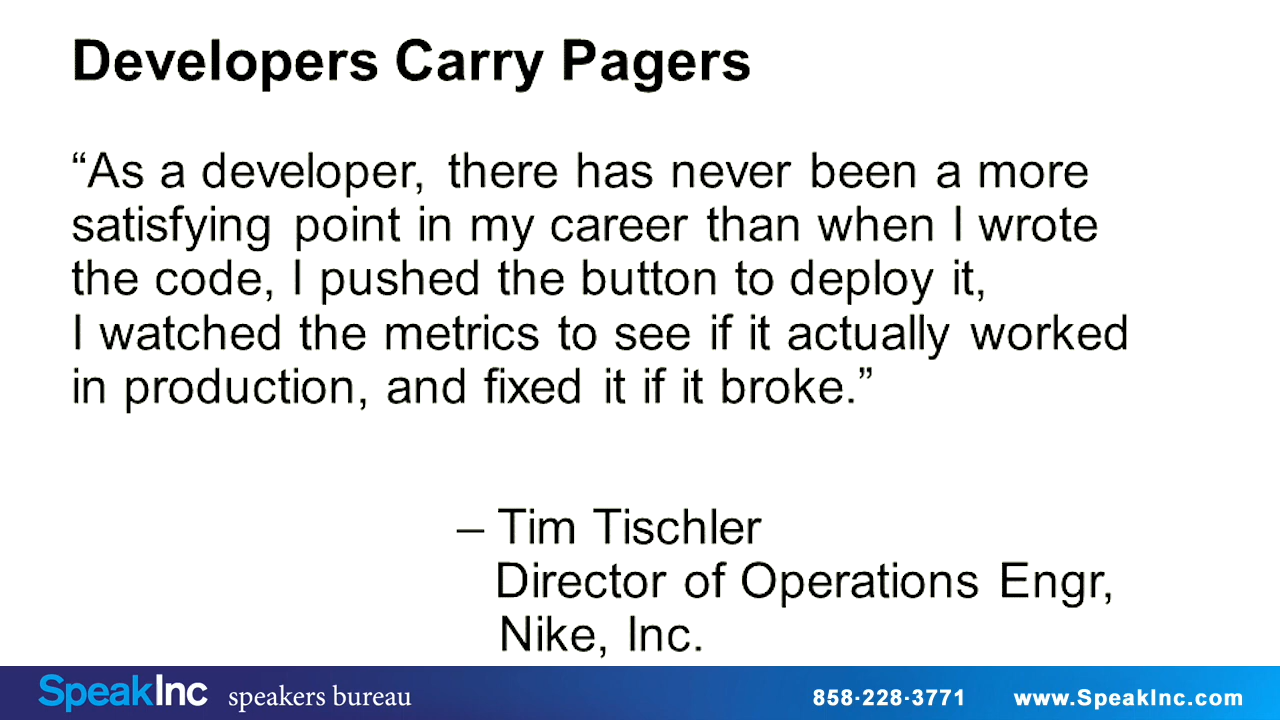 Developers Carry Pagers
“As a developer, there has never been a more
satisfying point in my career than when I wrote
the code, I pushed the button to deploy it,
I watched the metrics to see if it actually worked
in production, and fixed it if it broke.”
– Tim Tischler
Director of Operations Engr,
Nike, Inc.
SpeakInc speakers bureau 858·228·3771 www.SpeakInc.com